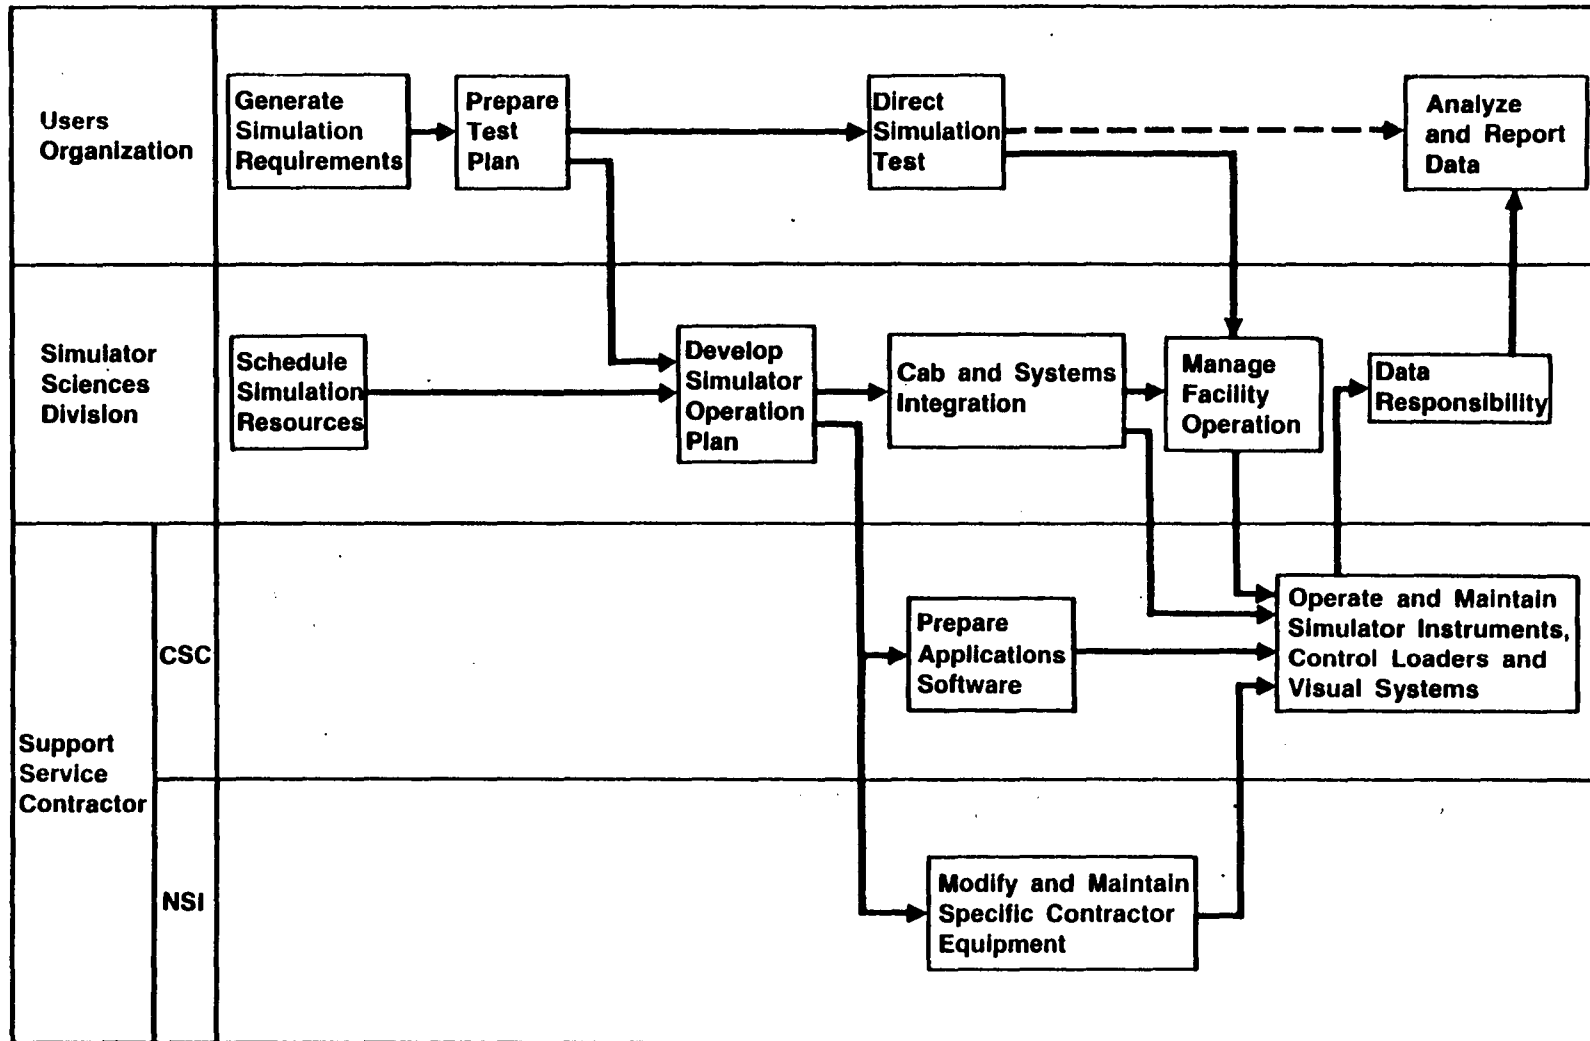 Users
Organization
Generate
Simulation
Requirements
Prepare
Test
Plan
Direct
Simulation
Test
Analyze
and Report
Data
Simulator
Sciences
Division
Schedule
Simulation
Resources
Develop
Simulator
Operation
Plan
Cab and Systems
Integration
Manage
Facility
Operation
Data
Responsibility
Support
Service
Contractor
CSC
Prepare
Applications
Software
Operate and Maintain
Simulator Instruments,
Control Loaders and
Visual Systems
NSI
Modify and Maintain
Specific Contractor
Equipment